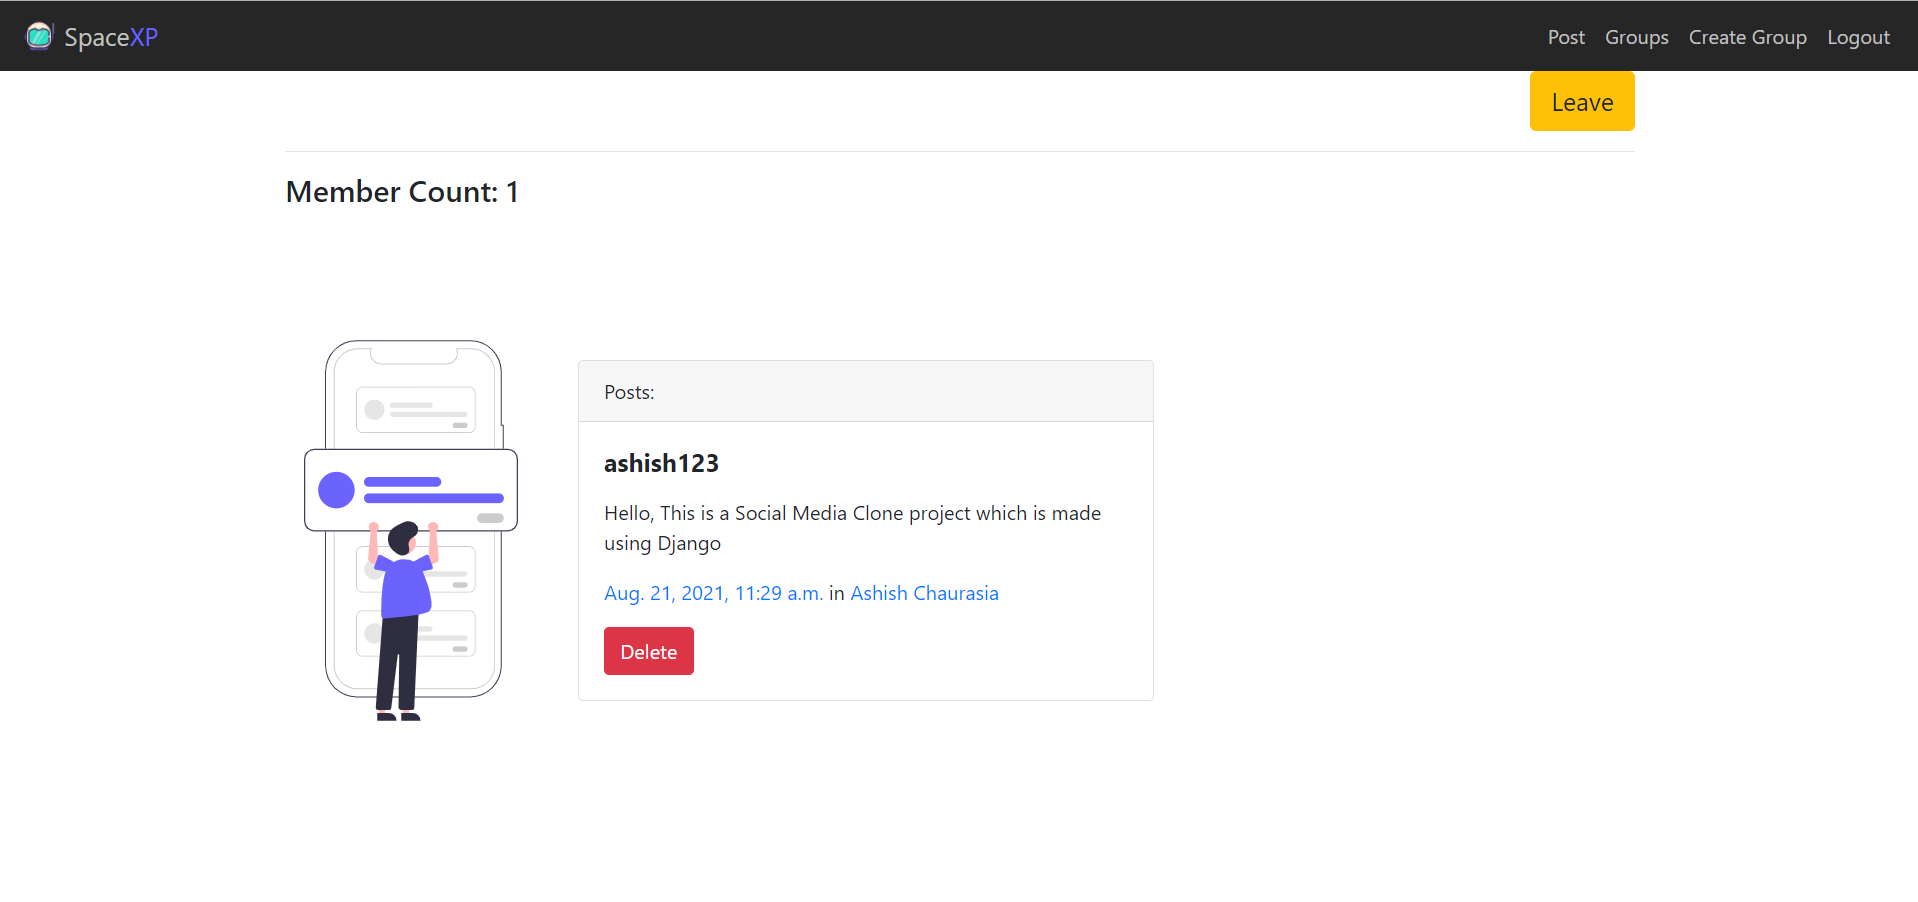 SpaceXP
Post Groups Create Group Logout
Leave
Member Count: 1
Posts:
ashish123
Hello, This is a Social Media Clone project which is made
using Django
Aug. 21, 2021, 11:29 a.m. in Ashish Chaurasia
Delete